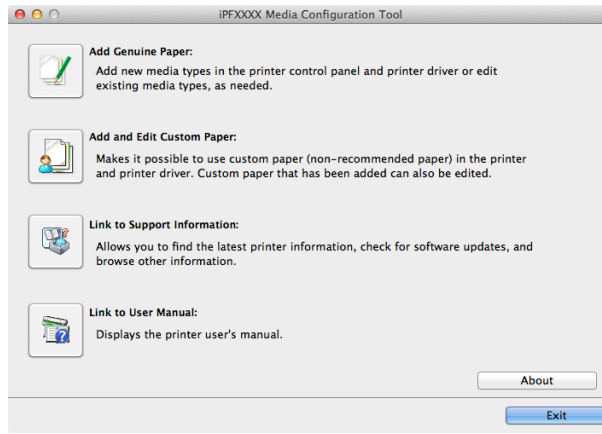 iPFXXXX Media Configuration Tool
Add Genuine Paper:
Add new media types in the printer control panel and printer driver or edit
existing media types, as needed.
Add and Edit Custom Paper:
Makes it possible to use custom paper (non-recommended paper) in the printer
and printer driver. Custom paper that has been added can also be edited.
Link to Support Information:
Allows you to find the latest printer information, check for software updates, and
browse other information.
Link to User Manual:
Displays the printer user's manual.
About
Exit